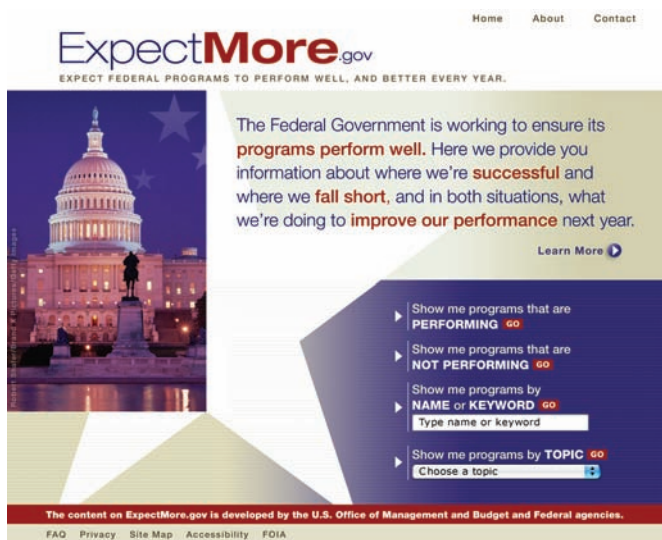 Home About Contact
ExpectMore.gov
EXPECT FEDERAL PROGRAMS TO PERFORM WELL, AND BETTER EVERY YEAR.
The Federal Government is working to ensure its
programs perform well. Here we provide you
information about where we're successful and
where we fall short, and in both situations, what
we're doing to improve our performance next year.
Learn More
Show me programs that are
PERFORMING GO
Show me programs that are
NOT PERFORMING GO
Show me programs by
NAME or KEYWORD GO
Type name or keyword
Show me programs by TOPIC GO
Choose a topic
The content on ExpectMore.gov is developed by the U.S. Office of Management and Budget and Federal agencies.
FAQ Privacy Site Map Accessibility FOIA